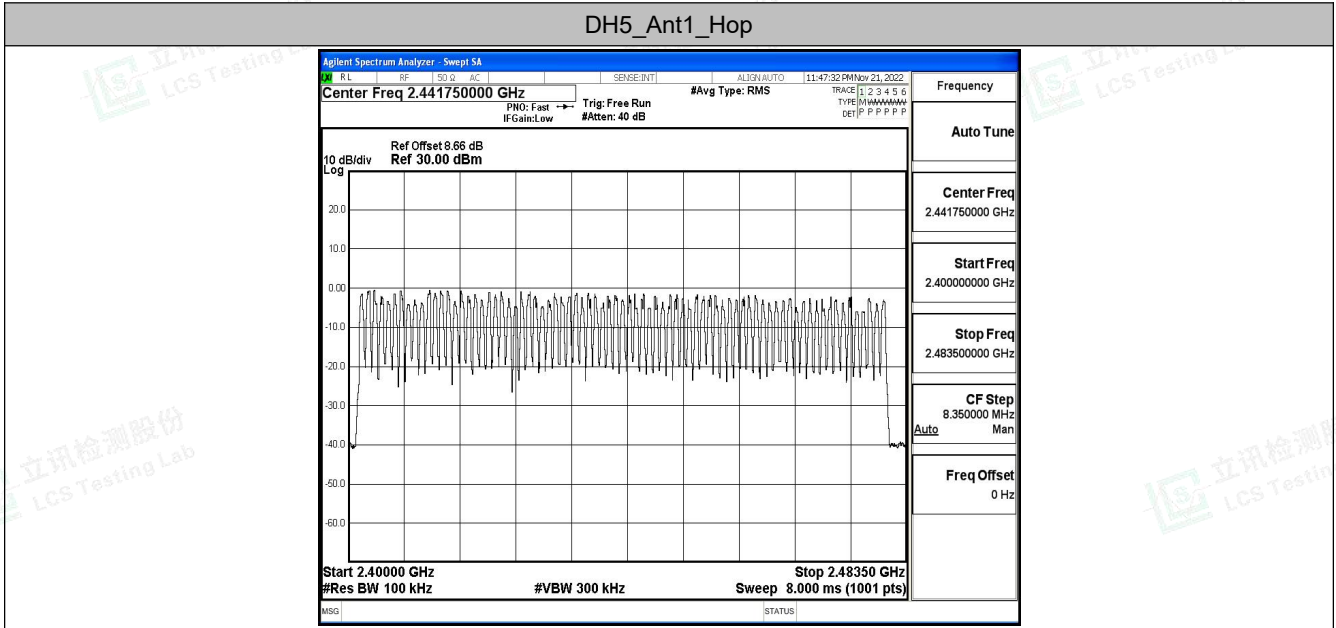 DH5_Ant1_Hop
立讯检测股份
LCS Testing Lab
Agilent Spectrum Analyzer - Swept SA
LXI RL RF 50 Ω AC SENSE:INT ALIGN AUTO 11:47:32 PM Nov 21, 2022
Center Freq 2.441750000 GHz #Avg Type: RMS TRACE 1 2 3 4 5 6
PNO: Fast Trig: Free Run TYPE M WWWWW
IFGain:Low #Atten: 40 dB DET P P P P P P
Ref Offset 8.66 dB
10 dB/div Ref 30.00 dBm
Log
20.0
10.0
0.00
-10.0
-20.0
-30.0
-40.0
-50.0
-60.0
Start 2.40000 GHz Stop 2.48350 GHz
#Res BW 100 kHz #VBW 300 kHz Sweep 8.000 ms (1001 pts)
MSG STATUS
Frequency
Auto Tune
Center Freq
2.441750000 GHz
Start Freq
2.400000000 GHz
Stop Freq
2.483500000 GHz
CF Step
8.350000 MHz
Auto Man
Freq Offset
0 Hz